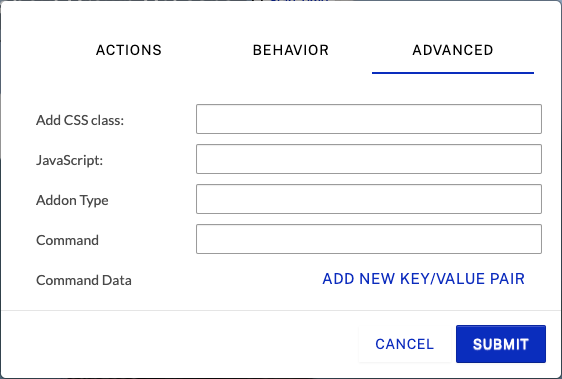 ACTIONS BEHAVIOR ADVANCED
Add CSS class:
JavaScript:
Addon Type
Command
Command Data ADD NEW KEY/VALUE PAIR
CANCEL SUBMIT